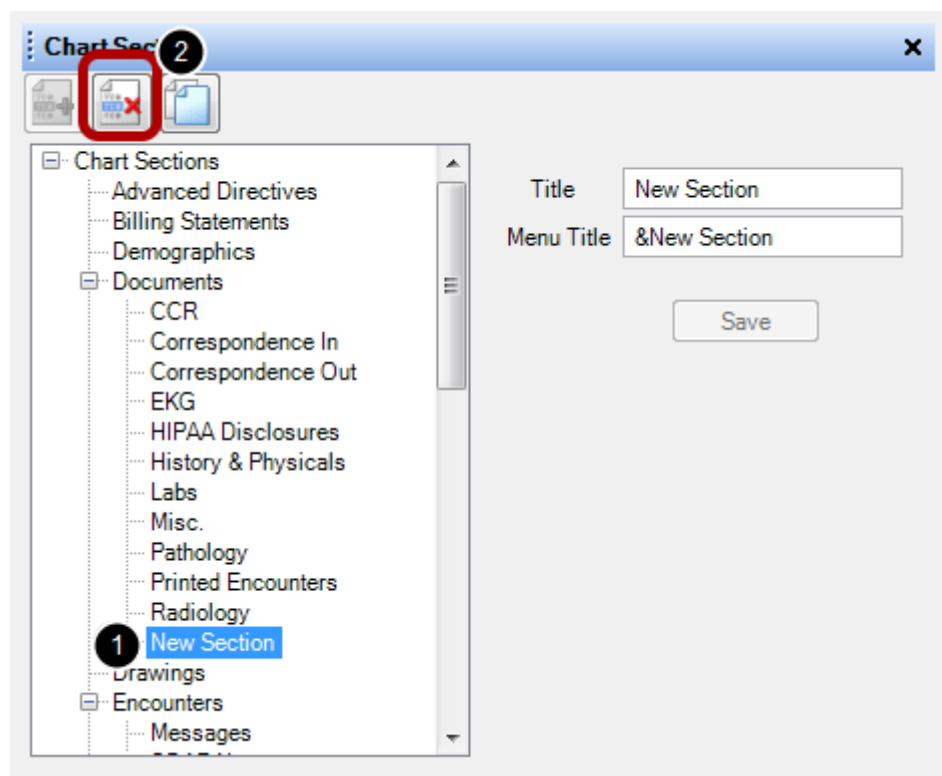 Chart Sec
2
Chart Sections
Advanced Directives
Billing Statements
Demographics
Documents
CCR
Correspondence In
Correspondence Out
EKG
HIPAA Disclosures
History & Physicals
Labs
Misc.
Pathology
Printed Encounters
Radiology
1 New Section
Drawings
Encounters
Messages
Title New Section
Menu Title &New Section
Save